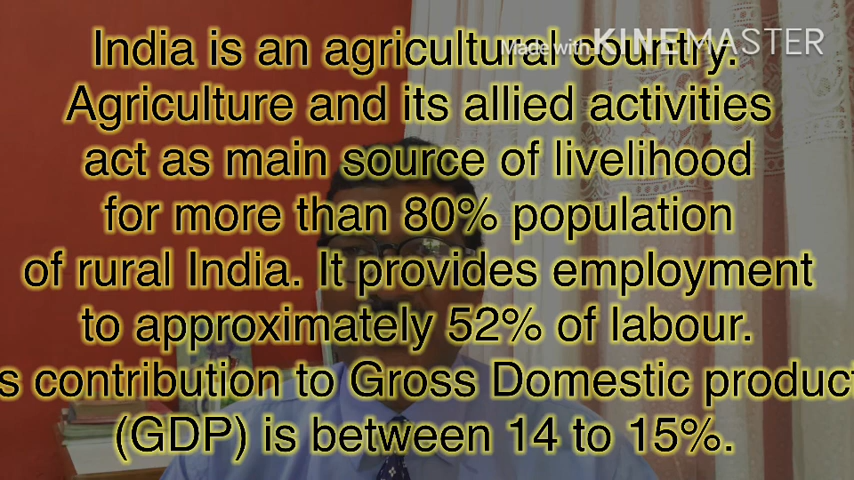 Made with KINEMASTER
India is an agricultural country.
Agriculture and its allied activities
act as main source of livelihood
for more than 80% population
of rural India. It provides employment
to approximately 52% of labour.
s contribution to Gross Domestic product
(GDP) is between 14 to 15%.